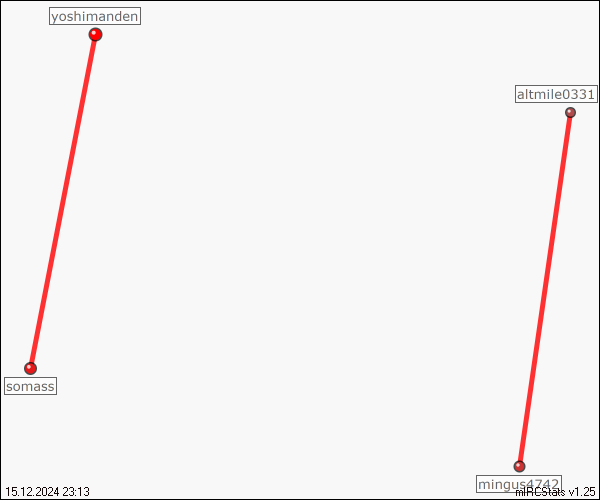 yoshimanden
altmile0331
somass
mingus4742
15.12.2024 23:13
mIRCStats v1.25